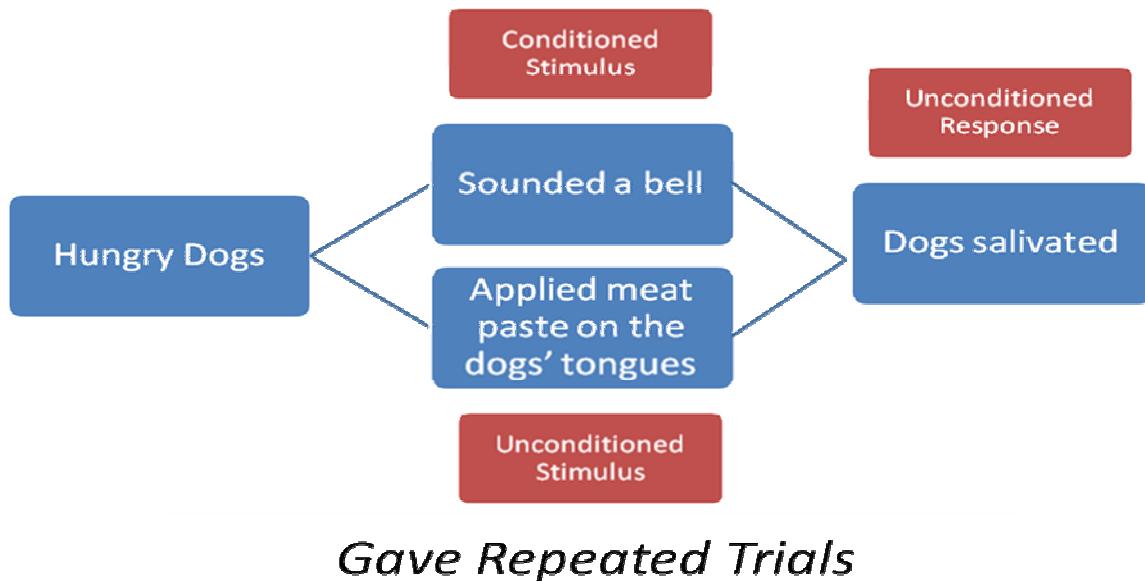 Conditioned
Stimulus
Unconditioned
Response
Sounded a bell
Hungry Dogs
Dogs salivated
Applied meat
paste on the
dogs’ tongues
Unconditioned
Stimulus
Gave Repeated Trials